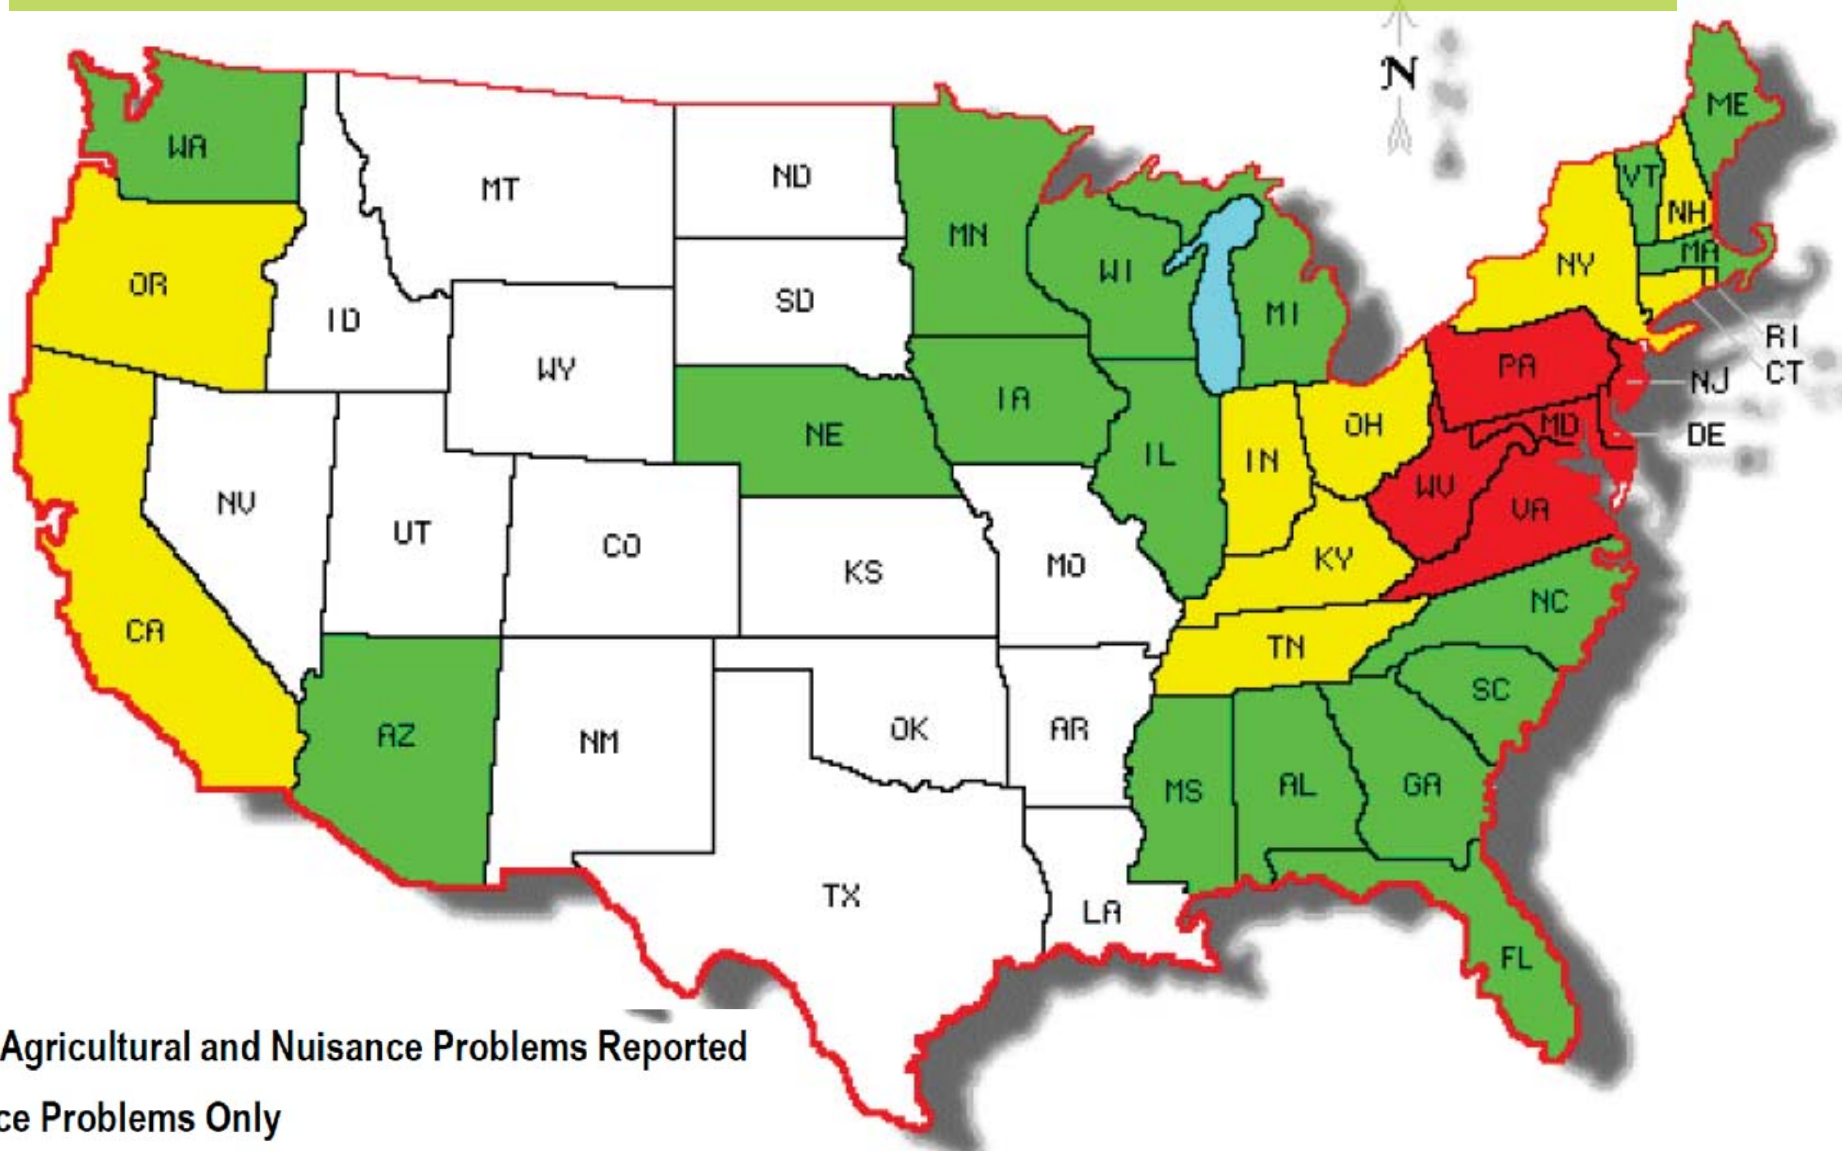 N
ME
WA
VT
MT
ND
NH
MN
MA
WI
NY
OR
SD
MI
ID
RI
WY
PA
CT
NJ
IA
OH
MD
DE
NE
IL
IN
NV
WV
VA
UT
CO
KY
KS
MO
NC
CA
TN
SC
AZ
NM
OK
AR
MS
AL
GA
TX
LA
FL
Agricultural and Nuisance Problems Reported
ce Problems Only